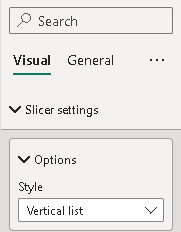 Search
Visual General ...
Slicer settings
Options
Style
Vertical list